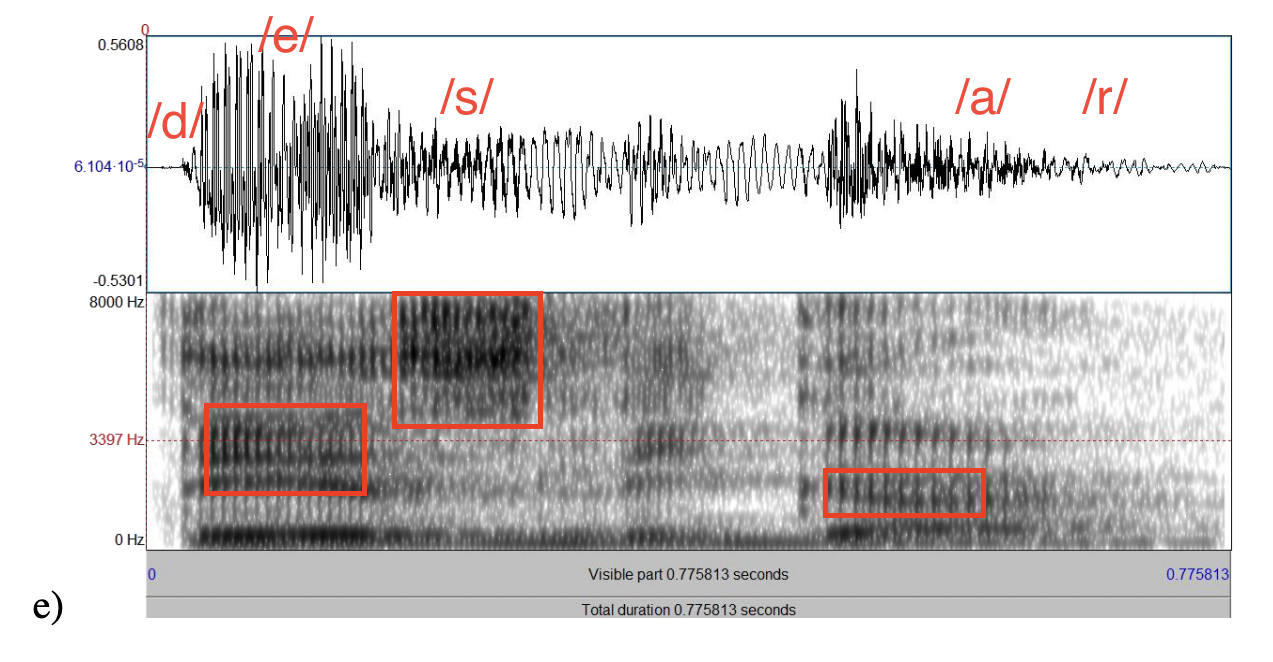 0
0.5608
/e/
/d/
/s/
/a/
/r/
6.104·10-5
-0.5301
8000 Hz
3397 Hz
0 Hz
0
Visible part 0.775813 seconds
0.775813
Total duration 0.775813 seconds
e)